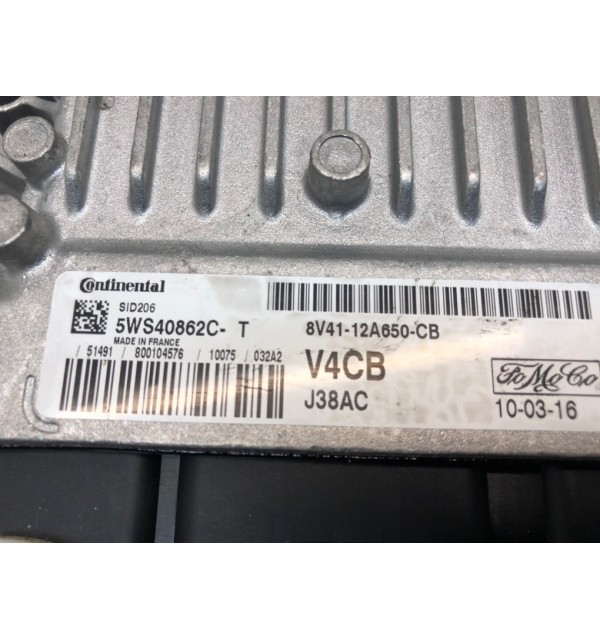 Continental
SID206
5WS40862C- T
MADE IN FRANCE
/ 51491 / 800104576 / 10075 / 032A2
8V41-12A650-CB
V4CB
J38AC
FoMoCo
10-03-16